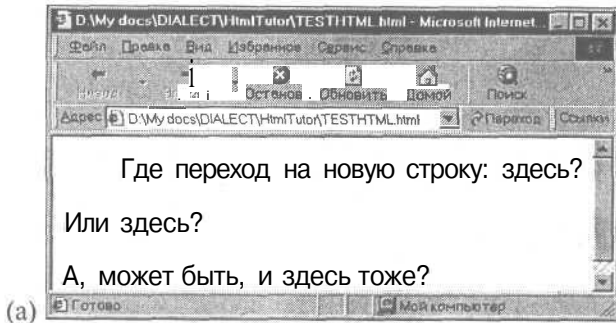 D:\My docs\DIALECT\HtmlTutor\TESTHTML.html - Microsoft Internet...
Файл Правка Вид Избранное Сервис Справка
Останов. Обновить Домой Поиск
Адрес D:\My docs\DIALECT\HtmlTutor\TESTHTML.html Переход Ссылки
Где переход на новую строку: здесь?
Или здесь?
А, может быть, и здесь тоже?
(а) Готово Мой компьютер